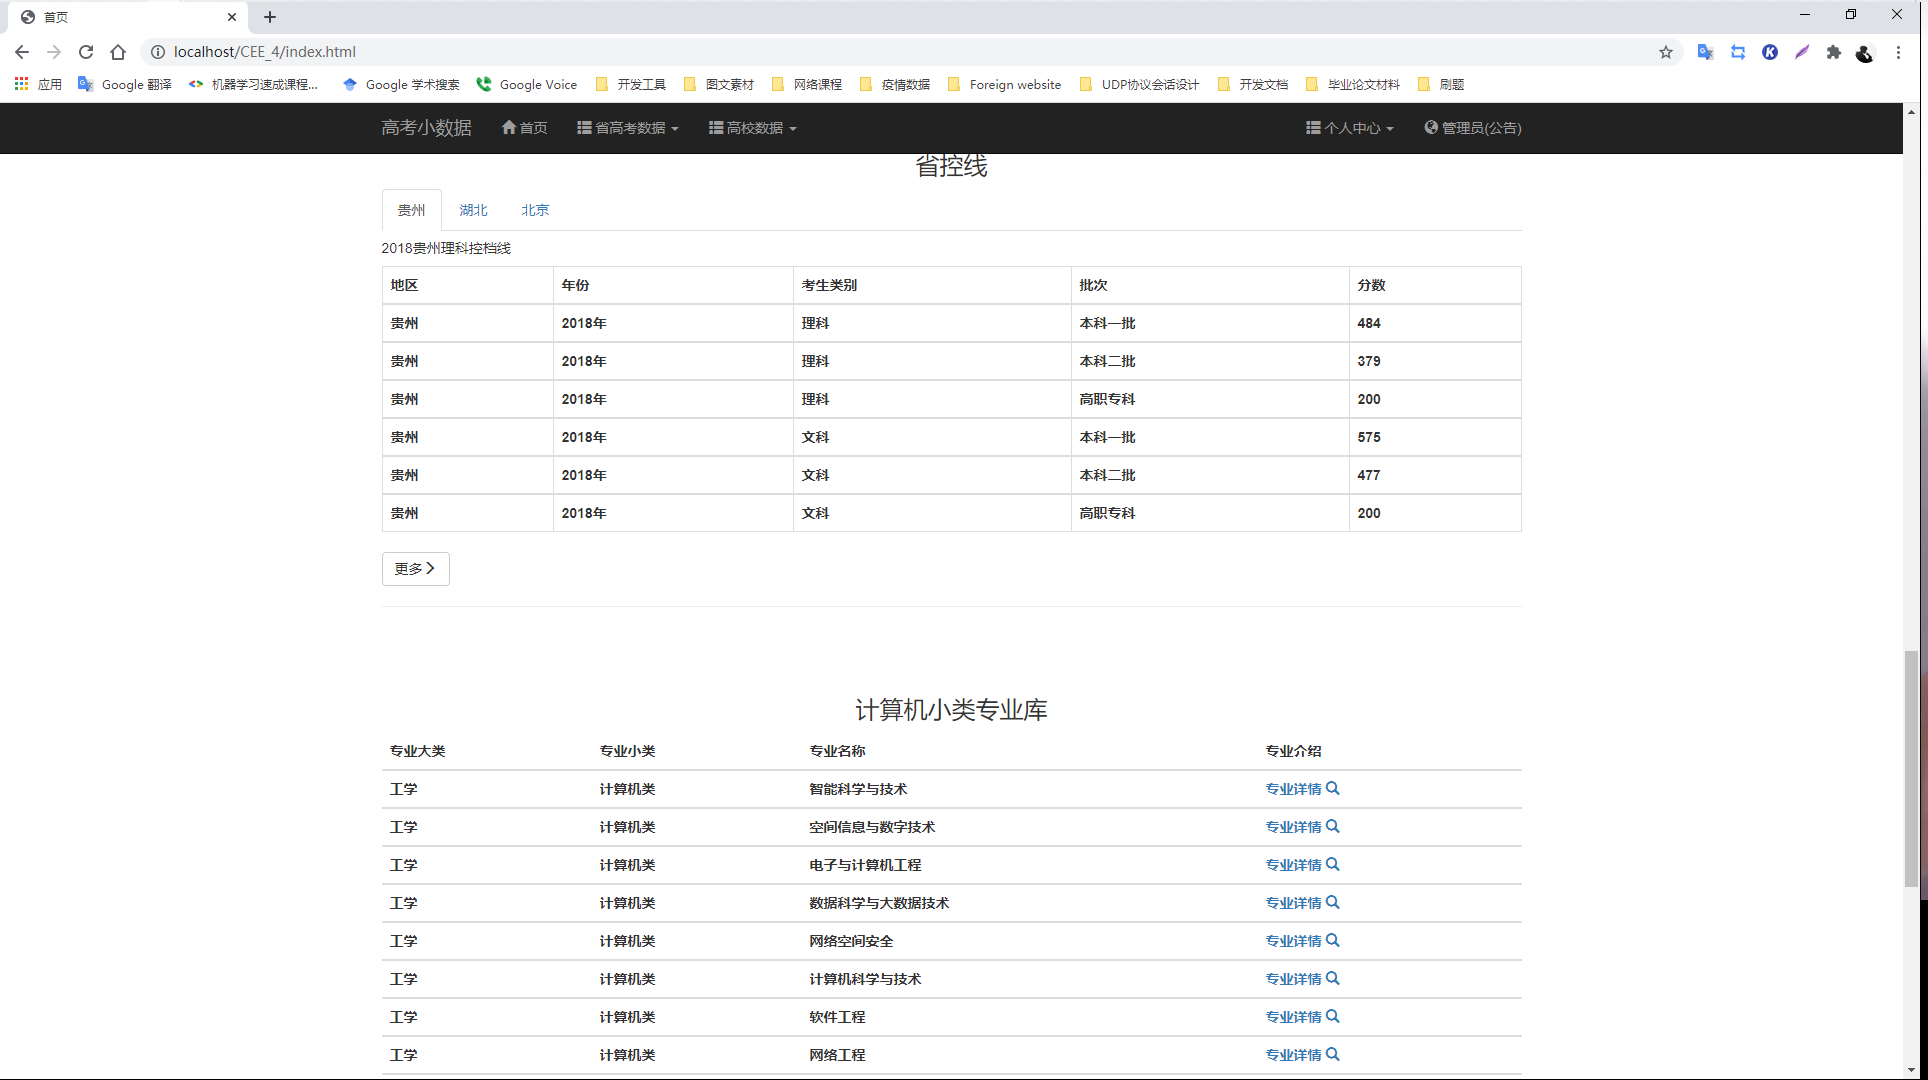 首页
localhost/CEE_4/index.html
应用 Google 翻译 机器学习速成课程... Google 学术搜索 Google Voice 开发工具 图文素材 网络课程 疫情数据 Foreign website UDP协议会话设计 开发文档 毕业论文材料 刷题
高考小数据 首页 省高考数据 高校数据 个人中心 管理员(公告)
省控线
贵州 湖北 北京
2018贵州理科控档线
地区 年份 考生类别 批次 分数
贵州 2018年 理科 本科一批 484
贵州 2018年 理科 本科二批 379
贵州 2018年 理科 高职专科 200
贵州 2018年 文科 本科一批 575
贵州 2018年 文科 本科二批 477
贵州 2018年 文科 高职专科 200
更多
计算机小类专业库
专业大类 专业小类 专业名称 专业介绍
工学 计算机类 智能科学与技术 专业详情
工学 计算机类 空间信息与数字技术 专业详情
工学 计算机类 电子与计算机工程 专业详情
工学 计算机类 数据科学与大数据技术 专业详情
工学 计算机类 网络空间安全 专业详情
工学 计算机类 计算机科学与技术 专业详情
工学 计算机类 软件工程 专业详情
工学 计算机类 网络工程 专业详情